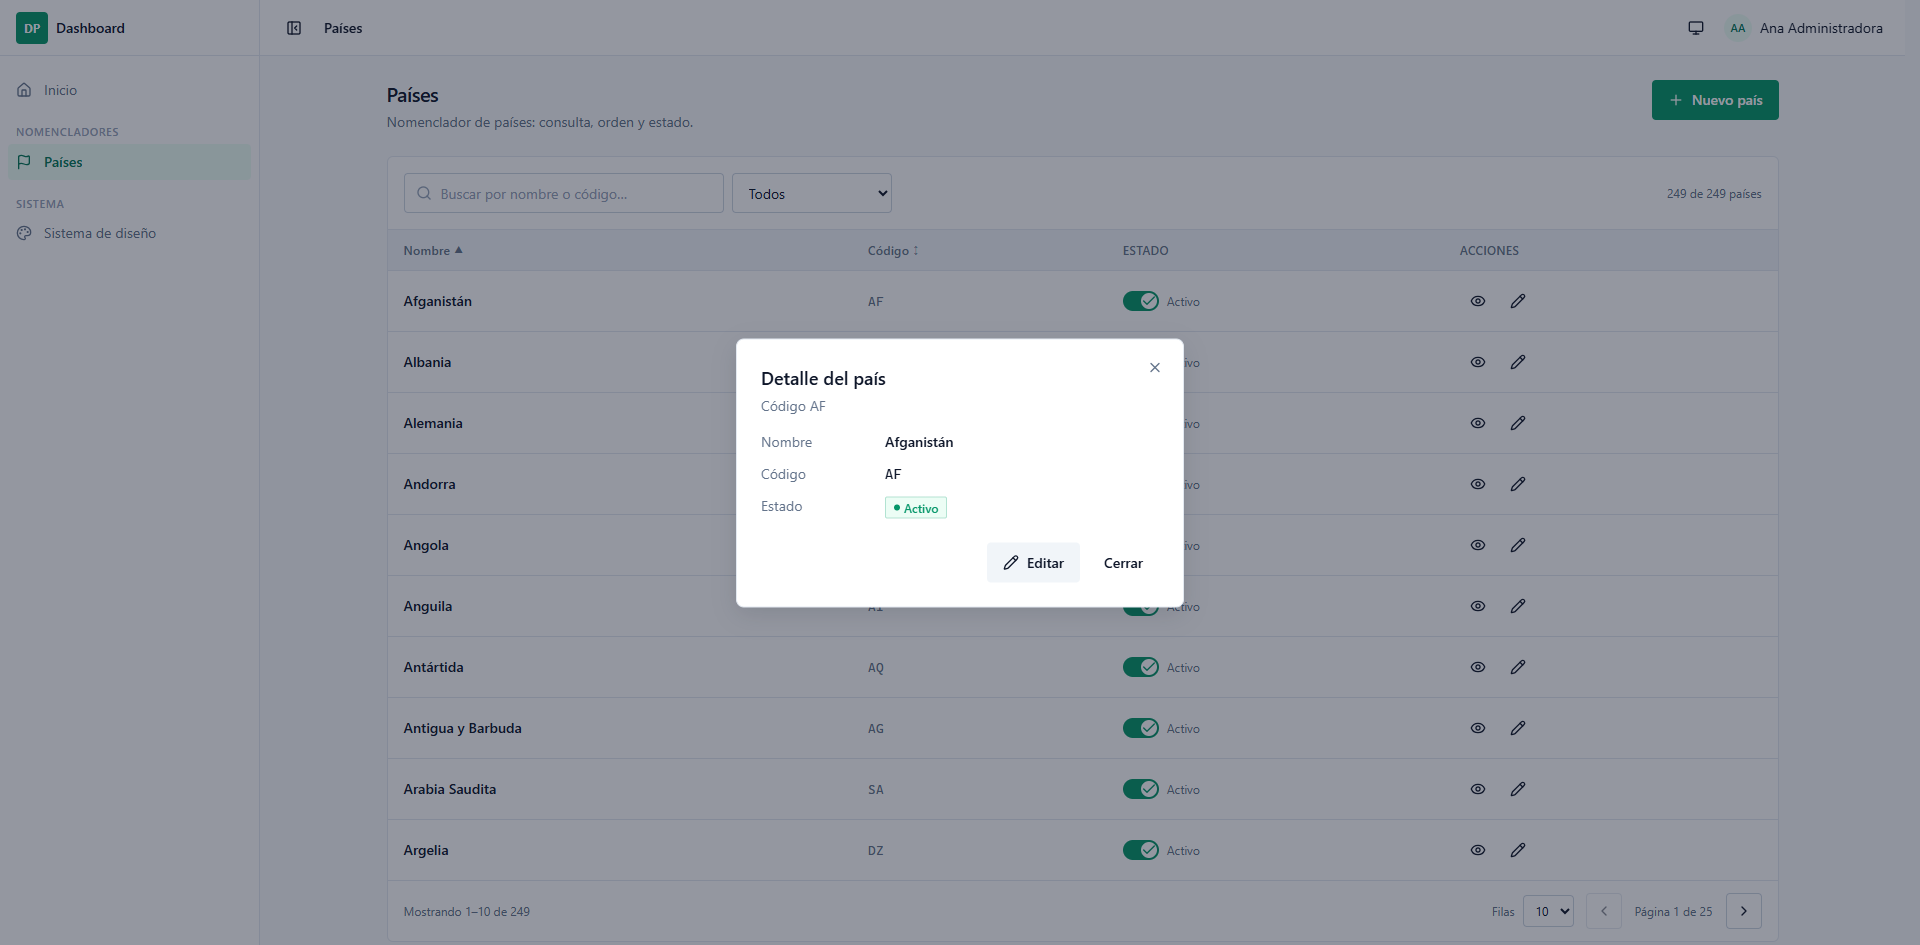 DP Dashboard
Países
AA Ana Administradora
Inicio
NOMENCLADORES
Países
SISTEMA
Sistema de diseño
Países
Nomenclador de países: consulta, orden y estado.
Nuevo país
Buscar por nombre o código...
Todos
249 de 249 países
Nombre Código ESTADO ACCIONES
Afganistán AF Activo
Albania
Alemania
Andorra
Angola
Anguila
Antártida AQ Activo
Antigua y Barbuda AG Activo
Arabia Saudita SA Activo
Argelia DZ Activo
Detalle del país
Código AF
Nombre Afganistán
Código AF
Estado Activo
Editar Cerrar
Mostrando 1–10 de 249
Filas 10 Página 1 de 25